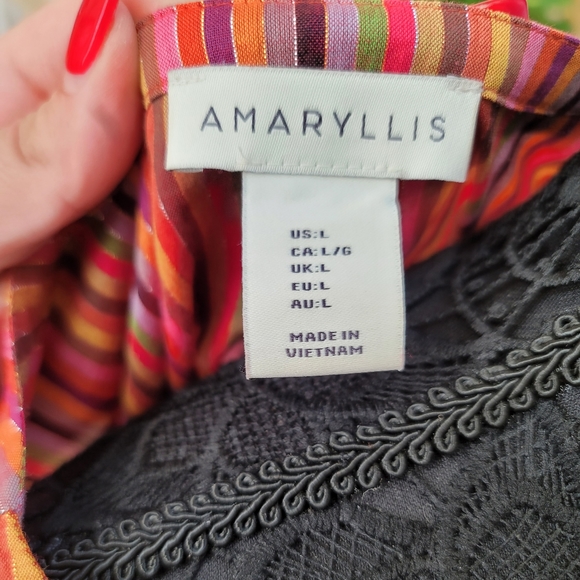 AMARYLLIS
US:L
CA:L/G
UK:L
EU:L
AU:L
MADE IN
VIETNAM